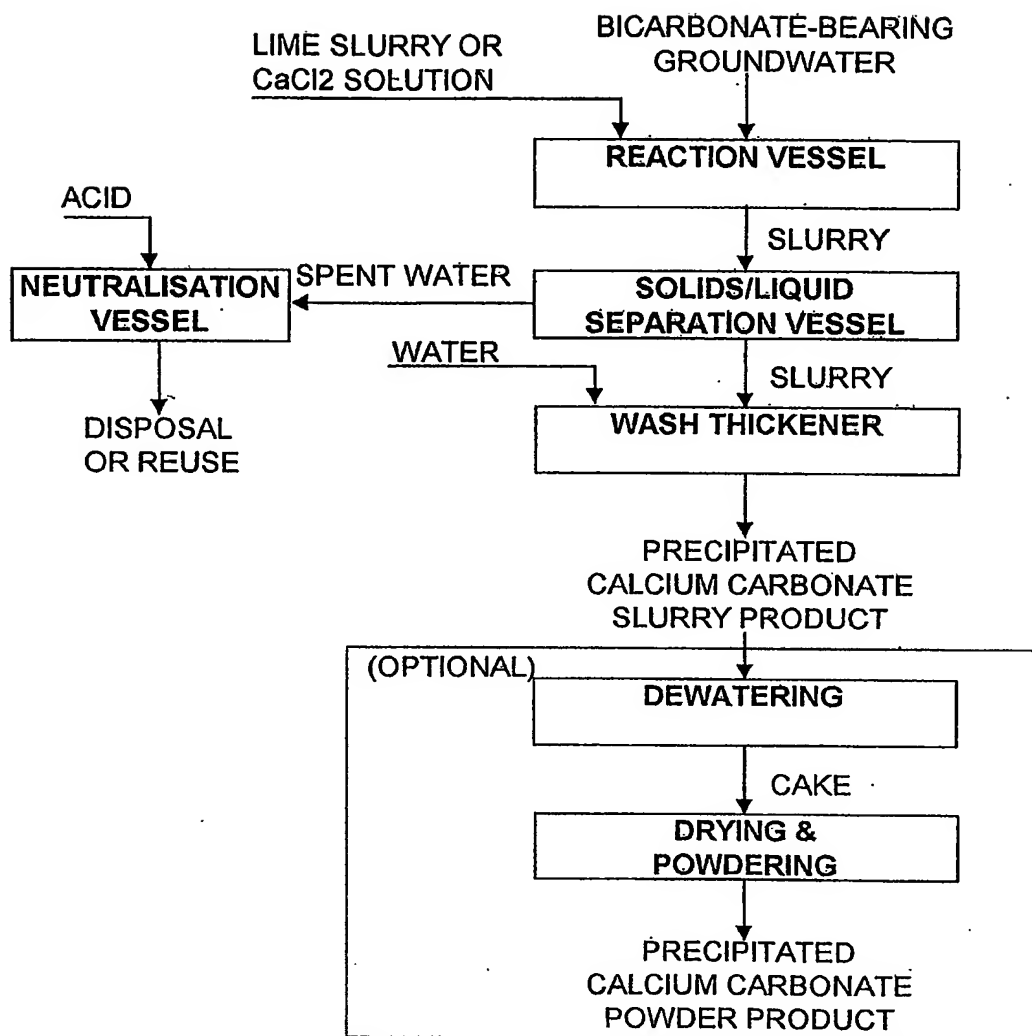 LIME SLURRY OR
CaCl2 SOLUTION
BICARBONATE-BEARING
GROUNDWATER
REACTION VESSEL
SLURRY
ACID
NEUTRALISATION
VESSEL
SPENT WATER
SOLIDS/LIQUID
SEPARATION VESSEL
WATER
SLURRY
DISPOSAL
OR REUSE
WASH THICKENER
PRECIPITATED
CALCIUM CARBONATE
SLURRY PRODUCT
(OPTIONAL)
DEWATERING
CAKE
DRYING &
POWDERING
PRECIPITATED
CALCIUM CARBONATE
POWDER PRODUCT